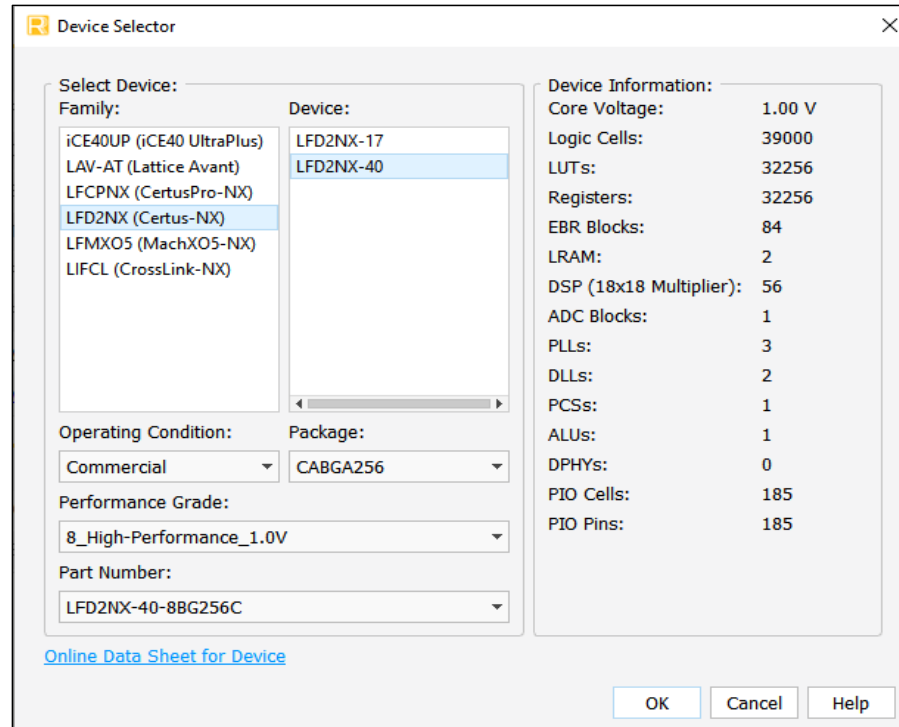 Device Selector
Select Device:
Family:
iCE40UP (iCE40 UltraPlus)
LAV-AT (Lattice Avant)
LFCPNX (CertusPro-NX)
LFD2NX (Certus-NX)
LFMXO5 (MachXO5-NX)
LIFCL (CrossLink-NX)
Device:
LFD2NX-17
LFD2NX-40
Operating Condition:
Commercial
Package:
CABGA256
Performance Grade:
8_High-Performance_1.0V
Part Number:
LFD2NX-40-8BG256C
Online Data Sheet for Device
Device Information:
Core Voltage: 1.00 V
Logic Cells: 39000
LUTs: 32256
Registers: 32256
EBR Blocks: 84
LRAM: 2
DSP (18x18 Multiplier): 56
ADC Blocks: 1
PLLs: 3
DLLs: 2
PCSs: 1
ALUs: 1
DPHYs: 0
PIO Cells: 185
PIO Pins: 185
OK
Cancel
Help